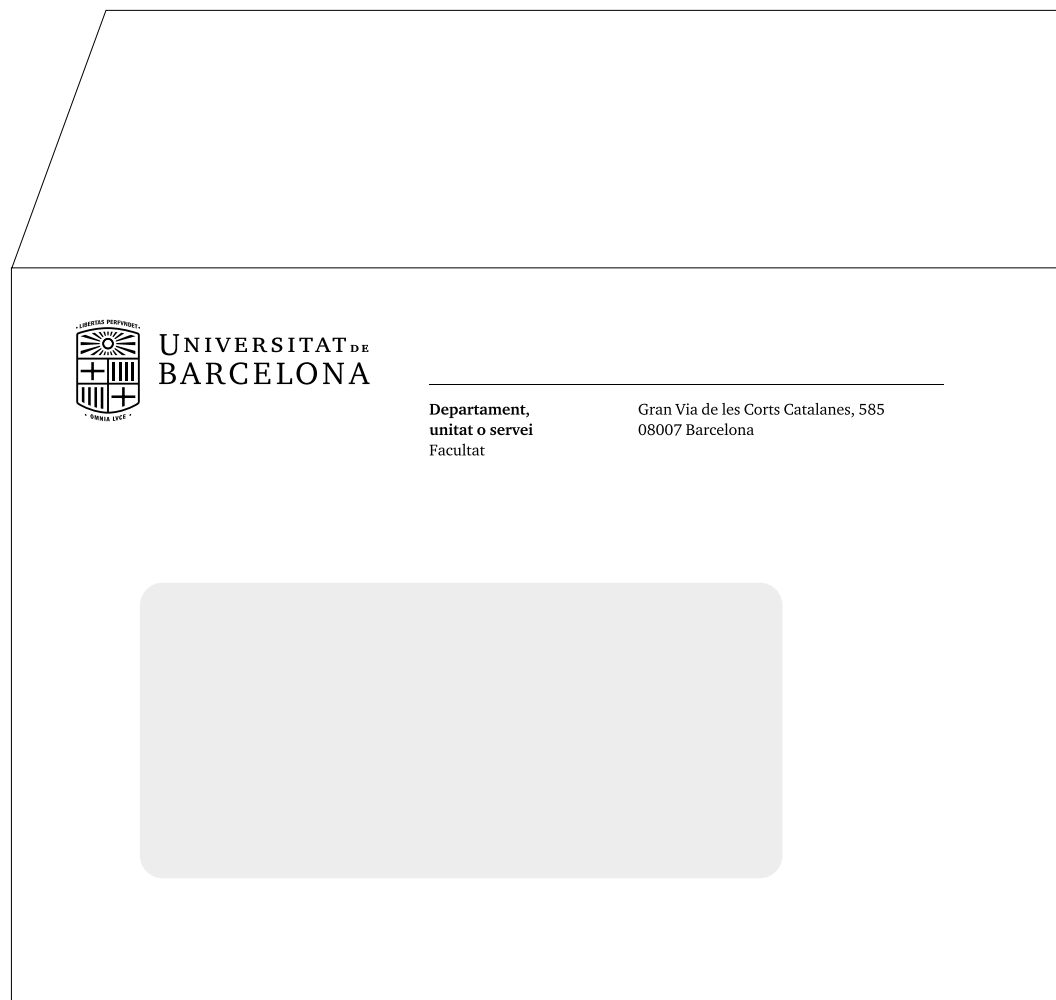 · LIBERTAS PERFVNDET ·
· OMNIA LVCE ·
UNIVERSITAT DE
BARCELONA
Departament,
unitat o servei
Facultat
Gran Via de les Corts Catalanes, 585
08007 Barcelona